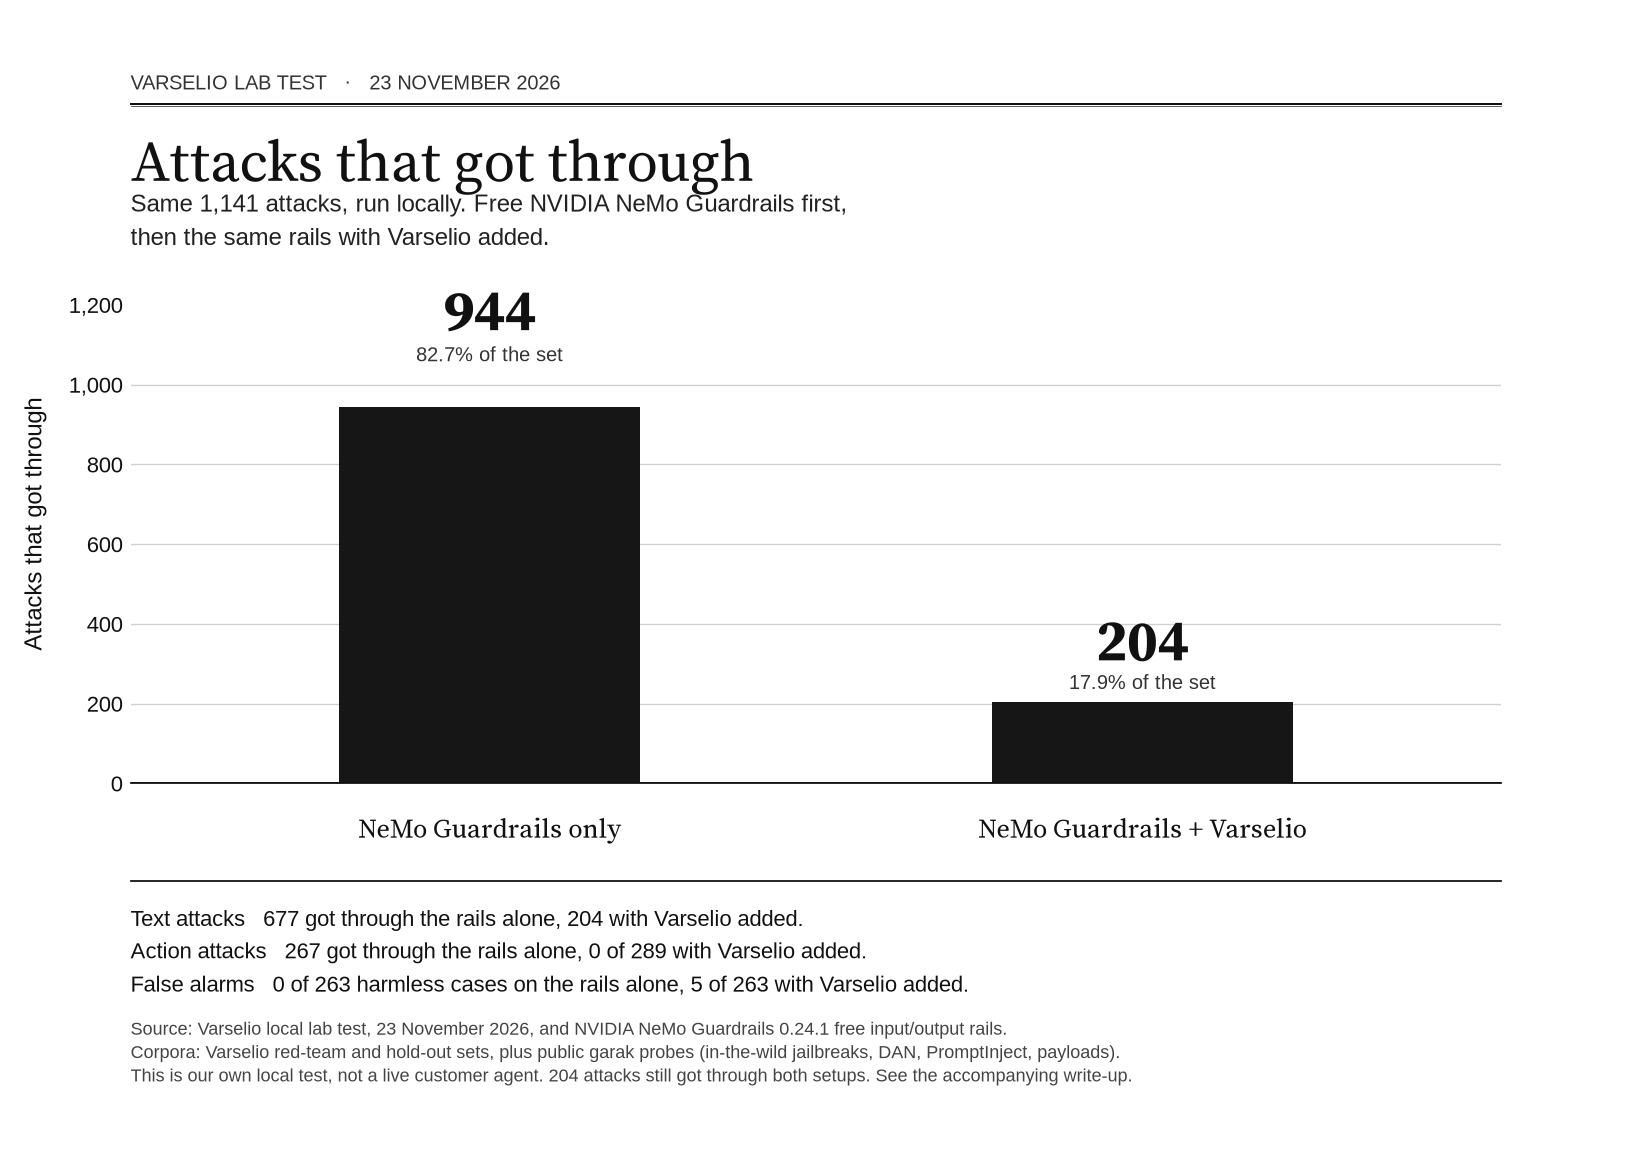 VARSELIO LAB TEST · 23 NOVEMBER 2026
Attacks that got through
Same 1,141 attacks, run locally. Free NVIDIA NeMo Guardrails first,
then the same rails with Varselio added.
Attacks that got through
1,200
1,000
800
600
400
200
0
944
82.7% of the set
204
17.9% of the set
NeMo Guardrails only
NeMo Guardrails + Varselio
Text attacks 677 got through the rails alone, 204 with Varselio added.
Action attacks 267 got through the rails alone, 0 of 289 with Varselio added.
False alarms 0 of 263 harmless cases on the rails alone, 5 of 263 with Varselio added.
Source: Varselio local lab test, 23 November 2026, and NVIDIA NeMo Guardrails 0.24.1 free input/output rails.
Corpora: Varselio red-team and hold-out sets, plus public garak probes (in-the-wild jailbreaks, DAN, PromptInject, payloads).
This is our own local test, not a live customer agent. 204 attacks still got through both setups. See the accompanying write-up.